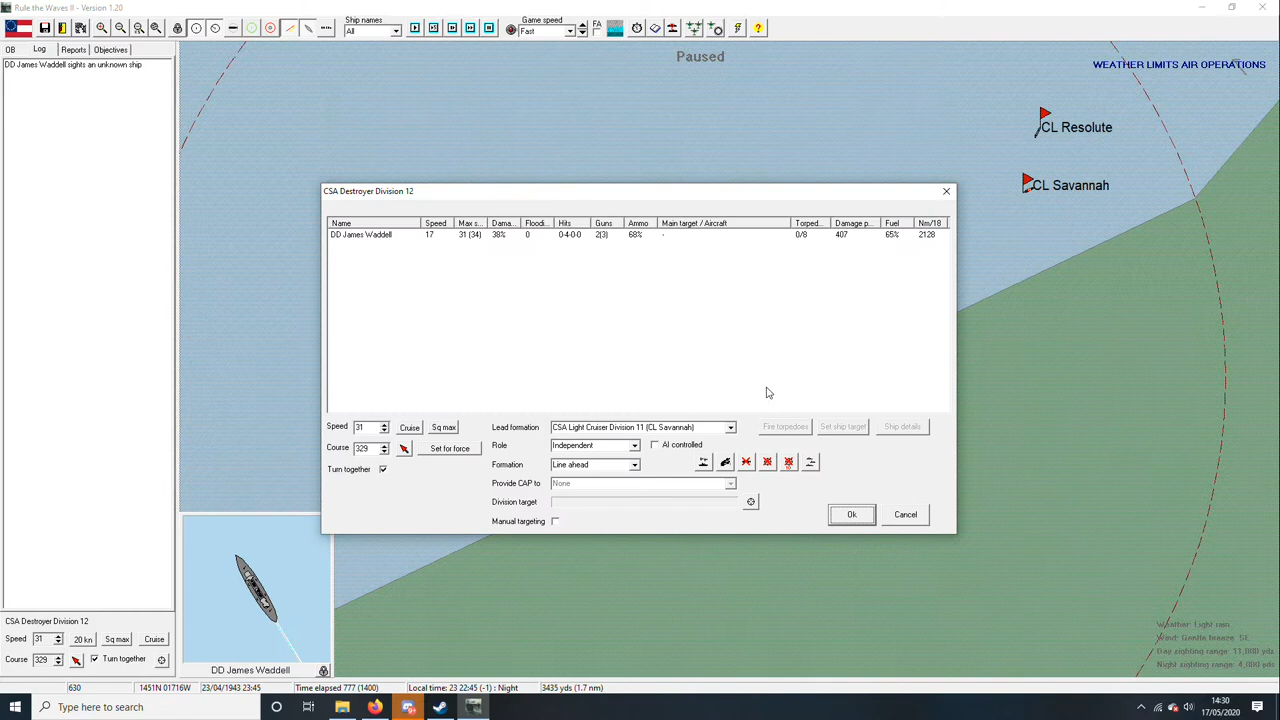 Rule the Waves II - Version 1.20
Ship names
All
Game speed
Fast
FA
OB Log Reports Objectives
DD James Waddell sights an unknown ship
Paused
WEATHER LIMITS AIR OPERATIONS
CL Resolute
CL Savannah
CSA Destroyer Division 12
Name Speed Max s... Dama... Floodi... Hits Guns Ammo Main target / Aircraft Torped... Damage p... Fuel Nm/18
DD James Waddell 17 31 (34) 38% 0 0-4-0-0 2(3) 68% - 0/8 407 65% 2128
Speed 31 Cruise Sq max
Course 329 Set for force
Turn together
Lead formation CSA Light Cruiser Division 11 (CL Savannah)
Role Independent AI controlled
Formation Line ahead
Provide CAP to None
Division target
Manual targeting
Fire torpedoes Set ship target Ship details
Ok Cancel
CSA Destroyer Division 12
Speed 31 20 kn Sq max Cruise
Course 329 Turn together
DD James Waddell
Weather: Light rain
Wind: Gentle breeze SE
Day sighting range: 11,000 yds
630 1451N 01716W 23/04/1943 23:45 Time elapsed 777 (1400) Local time: 23 22:45 (-1) : Night 3435 yds (1.7 nm)
Type here to search
14:30
17/05/2020